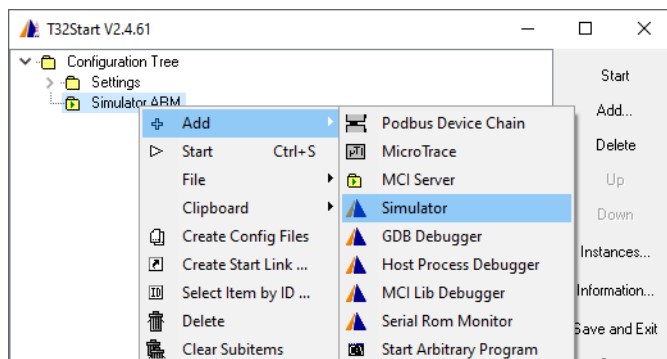 T32Start V2.4.61
Configuration Tree
Settings
Simulator ARM
Add
Start Ctrl+S
File
Clipboard
Create Config Files
Create Start Link ...
Select Item by ID ...
Delete
Clear Subitems
Podbus Device Chain
MicroTrace
MCI Server
Simulator
GDB Debugger
Host Process Debugger
MCI Lib Debugger
Serial Rom Monitor
Start Arbitrary Program
Start
Add...
Delete
Up
Down
Instances...
Information...
Save and Exit